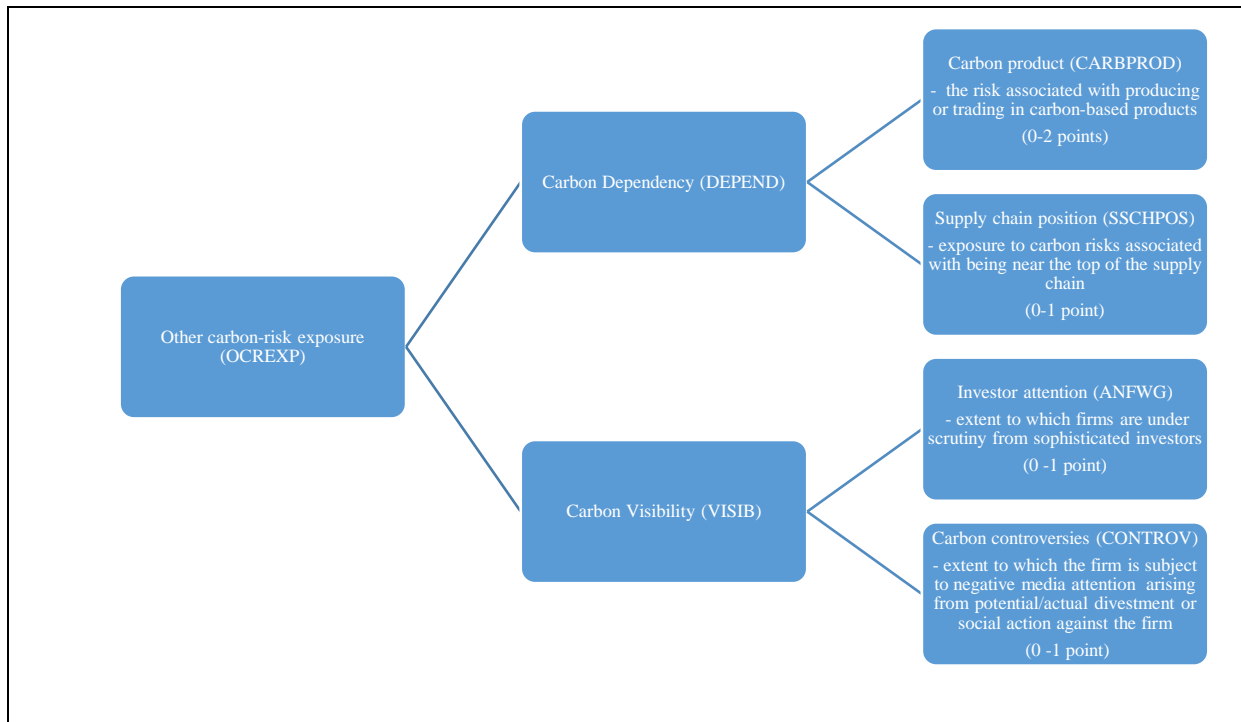 Other carbon-risk exposure
(OCREXP)
Carbon Dependency (DEPEND)
Carbon Visibility (VISIB)
Carbon product (CARBPROD)
- the risk associated with producing
or trading in carbon-based products
(0-2 points)
Supply chain position (SSCHPOS)
- exposure to carbon risks associated
with being near the top of the supply
chain
(0-1 point)
Investor attention (ANFWG)
- extent to which firms are under
scrutiny from sophisticated investors
(0 -1 point)
Carbon controversies (CONTROV)
- extent to which the firm is subject
to negative media attention arising
from potential/actual divestment or
social action against the firm
(0 -1 point)